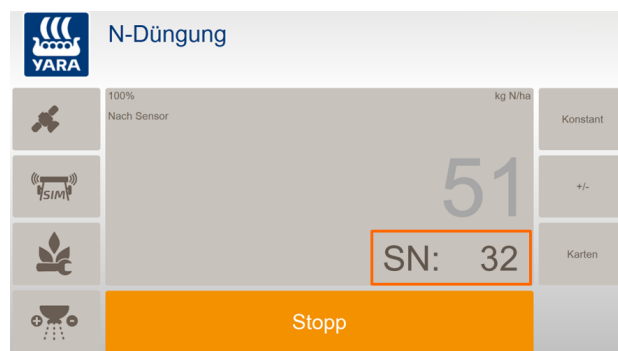 YARA
N-Düngung
100%
kg N/ha
Nach Sensor
Konstant
51
+/-
SIM
SN: 32
Karten
Stopp